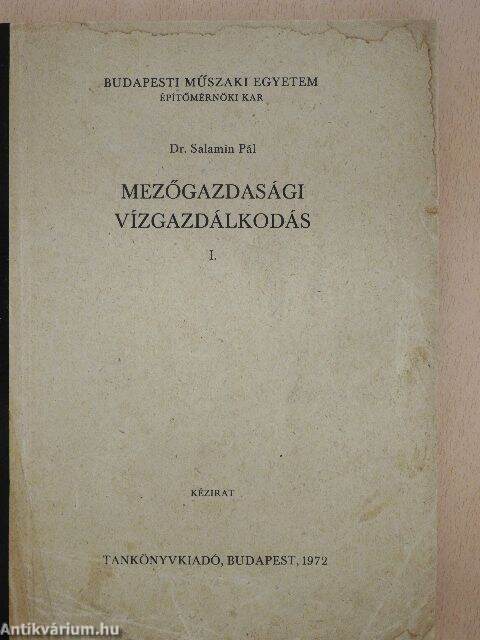 BUDAPESTI MŰSZAKI EGYETEM
ÉPÍTŐMÉRNÖKI KAR
Dr. Salamin Pál
MEZŐGAZDASÁGI
VÍZGAZDÁLKODÁS
I.
KÉZIRAT
TANKÖNYVKIADÓ, BUDAPEST, 1972
Antikvárium.hu